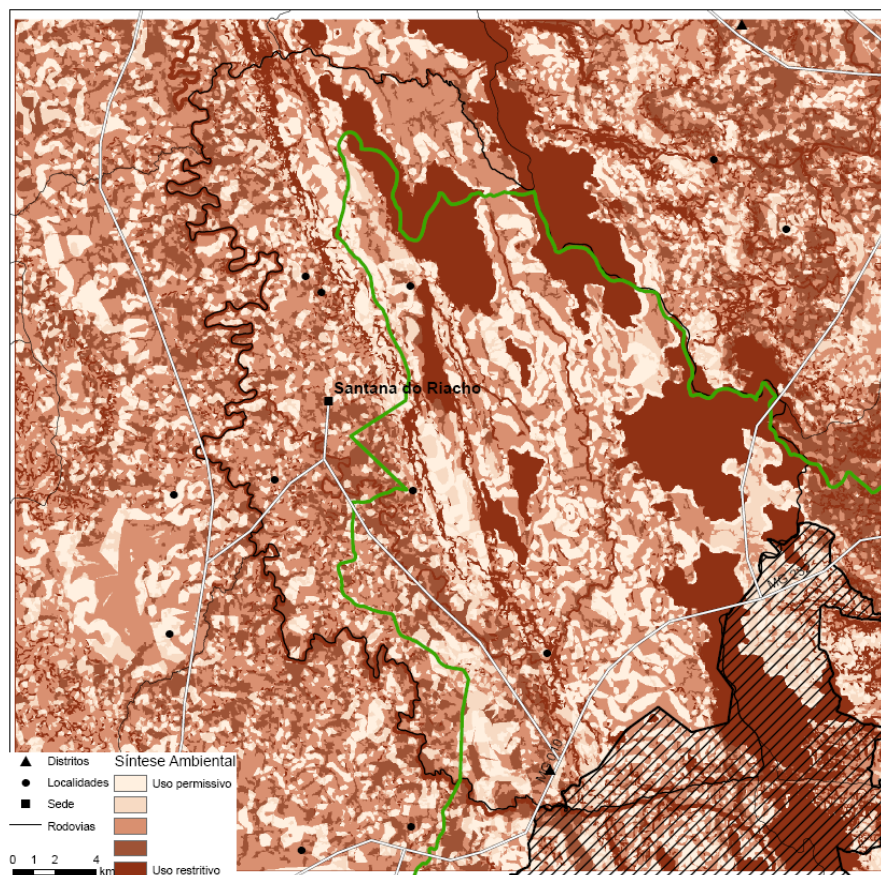 Santana do Riacho
Distritos
Localidades
Sede
Rodovias
0 1 2 4
km
Síntese Ambiental
Uso permissivo
Uso restritivo